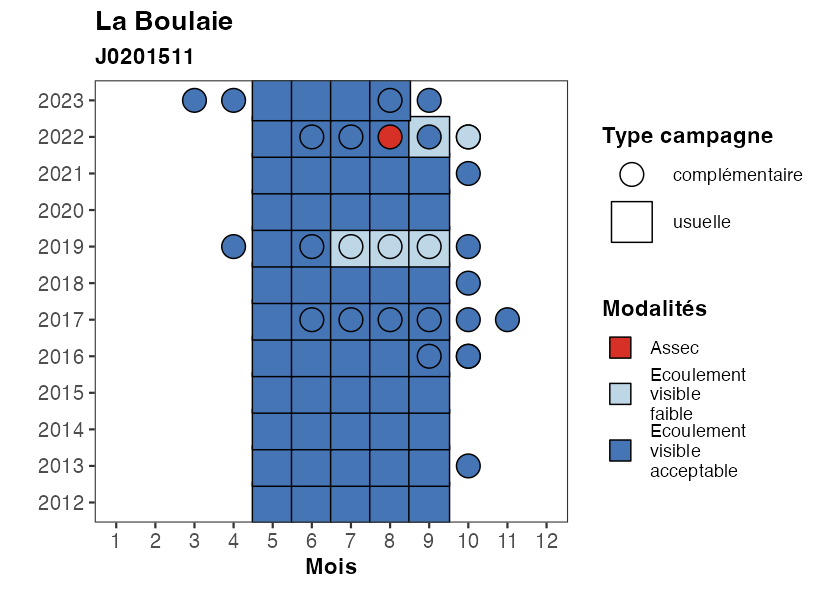 La Boulaie
J0201511
2023
2022
2021
2020
2019
2018
2017
2016
2015
2014
2013
2012
1 2 3 4 5 6 7 8 9 10 11 12
Mois
Type campagne
complémentaire
usuelle
Modalités
Assec
Ecoulement
visible
faible
Ecoulement
visible
acceptable